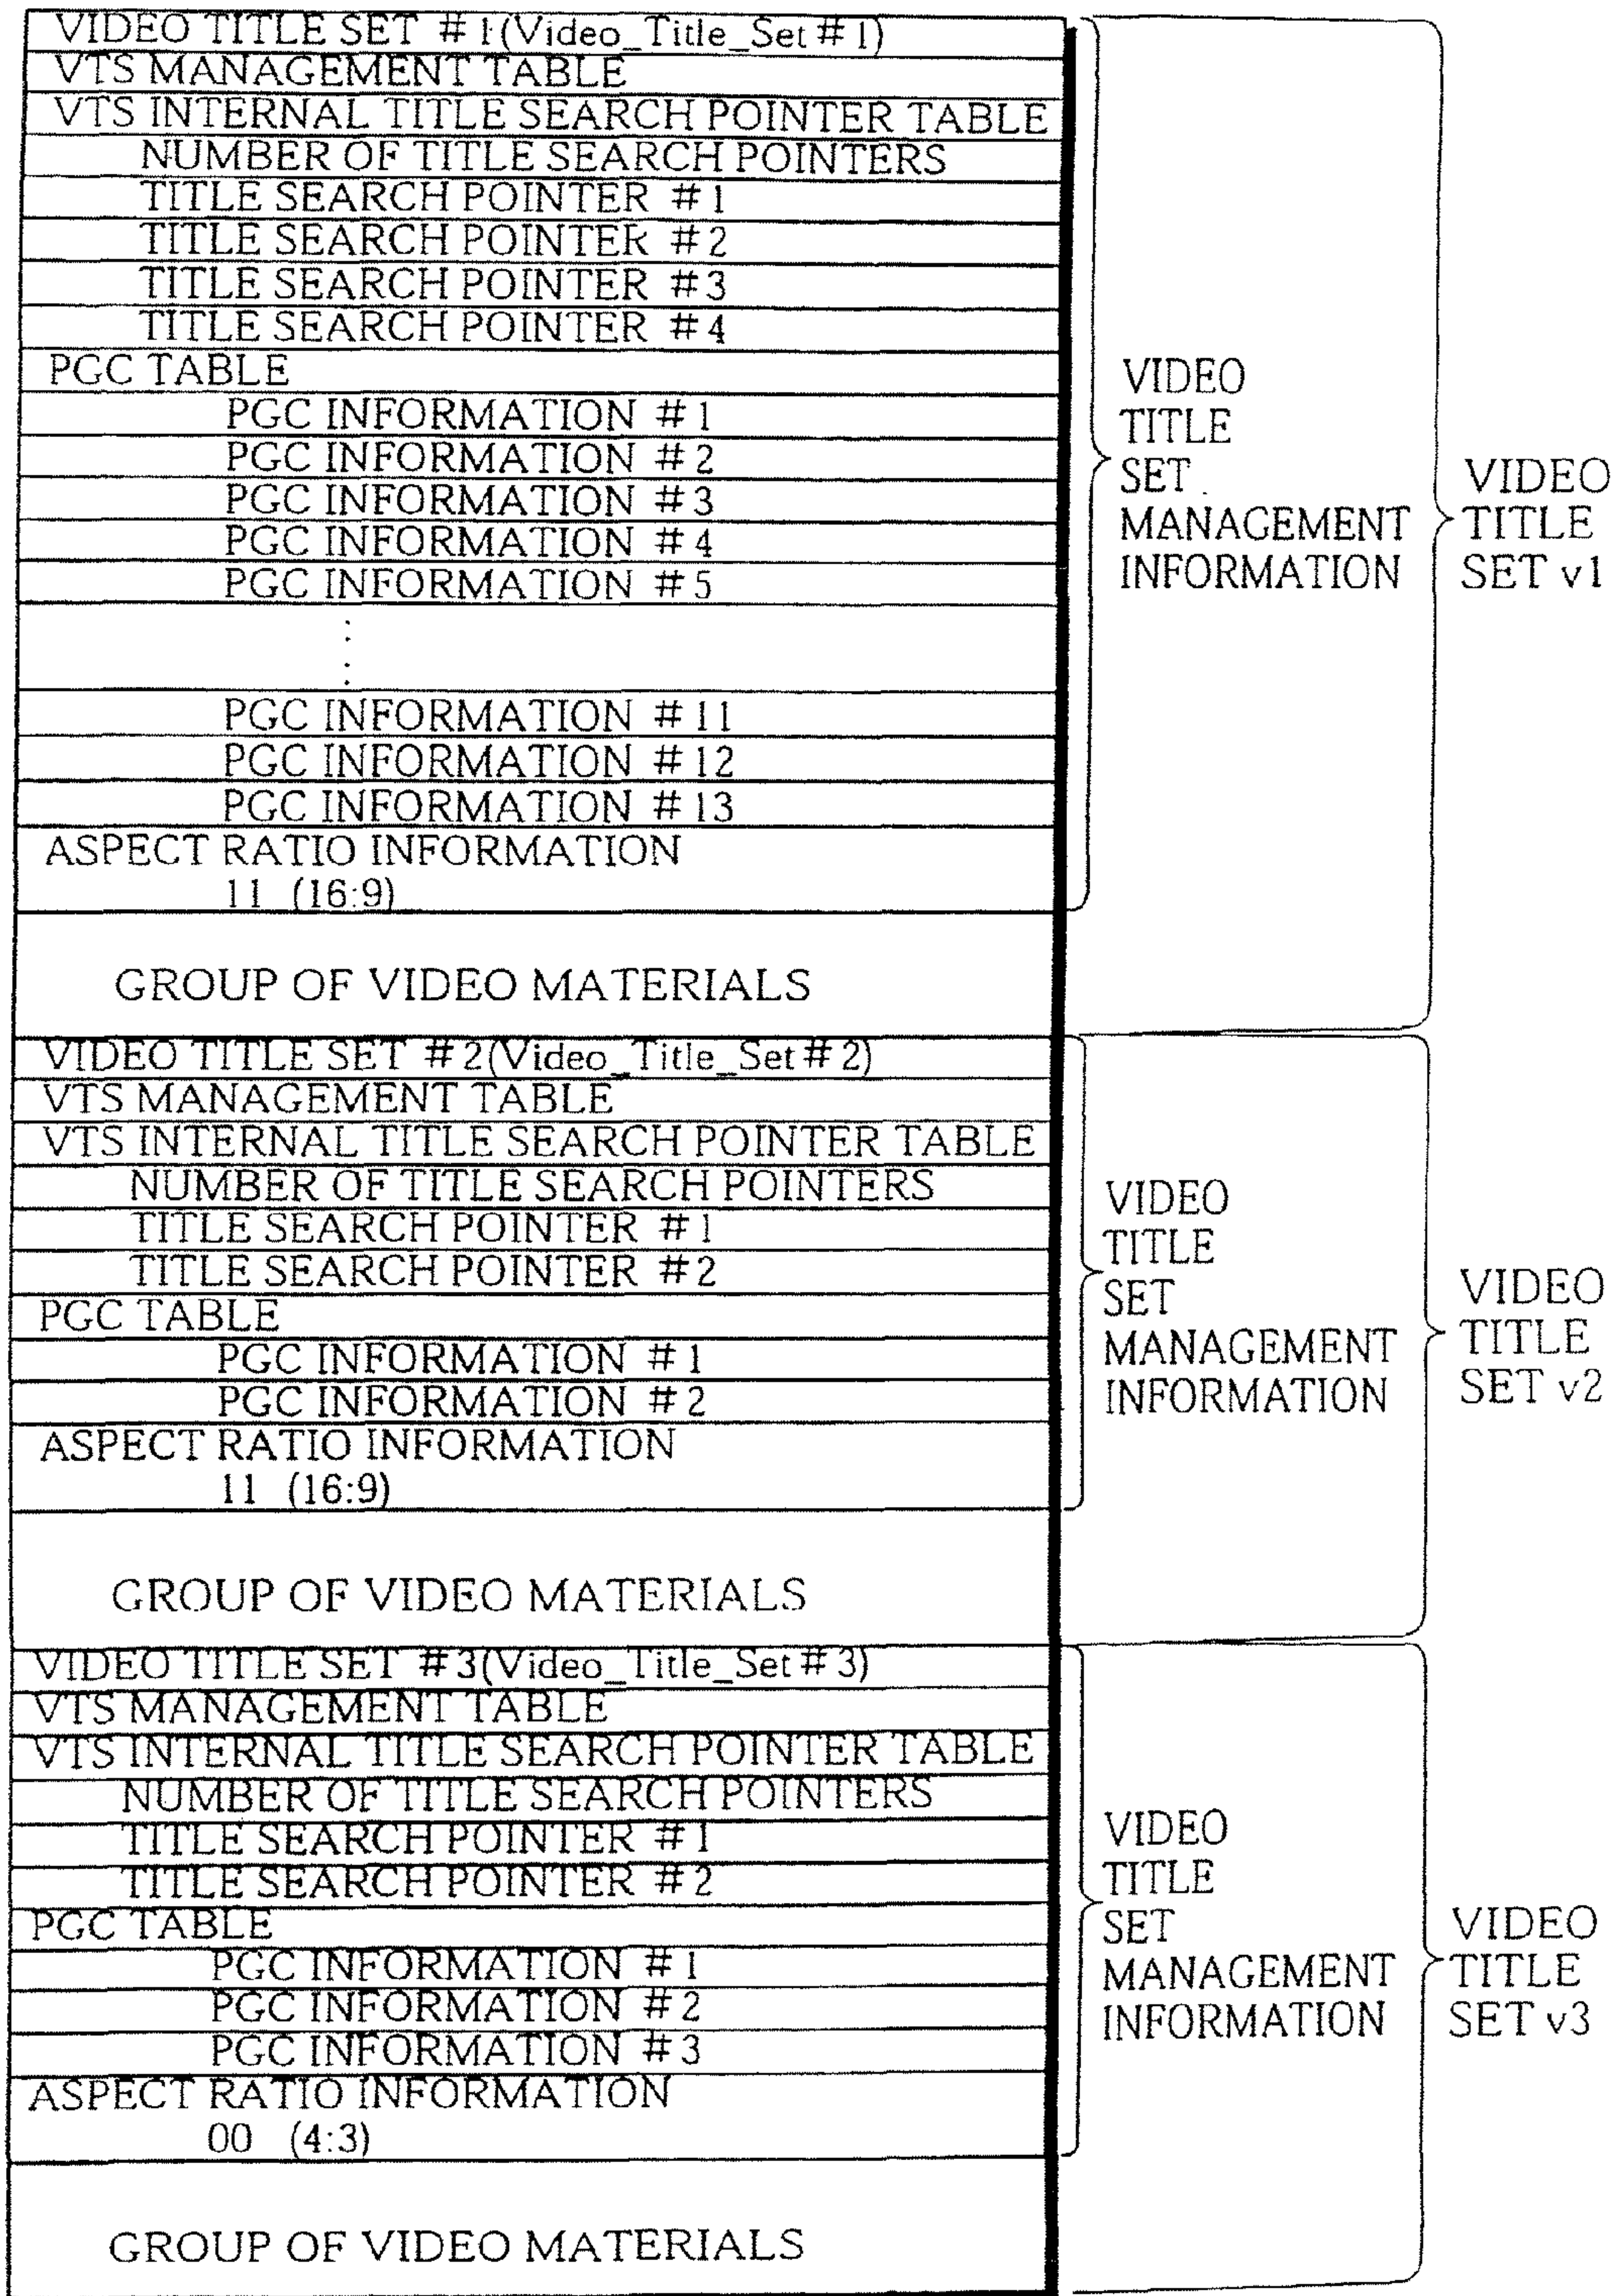 VIDEO TITLE SET #1(Video_Title_Set#1)
VTS MANAGEMENT TABLE
VTS INTERNAL TITLE SEARCH POINTER TABLE
NUMBER OF TITLE SEARCH POINTERS
TITLE SEARCH POINTER #1
TITLE SEARCH POINTER #2
TITLE SEARCH POINTER #3
TITLE SEARCH POINTER #4
PGC TABLE
PGC INFORMATION #1
PGC INFORMATION #2
PGC INFORMATION #3
PGC INFORMATION #4
PGC INFORMATION #5
PGC INFORMATION #11
PGC INFORMATION #12
PGC INFORMATION #13
ASPECT RATIO INFORMATION
11 (16:9)
GROUP OF VIDEO MATERIALS
VIDEO
TITLE
SET
MANAGEMENT
INFORMATION
VIDEO
TITLE
SET v1
VIDEO TITLE SET #2(Video_Title_Set#2)
VTS MANAGEMENT TABLE
VTS INTERNAL TITLE SEARCH POINTER TABLE
NUMBER OF TITLE SEARCH POINTERS
TITLE SEARCH POINTER #1
TITLE SEARCH POINTER #2
PGC TABLE
PGC INFORMATION #1
PGC INFORMATION #2
ASPECT RATIO INFORMATION
11 (16:9)
GROUP OF VIDEO MATERIALS
VIDEO
TITLE
SET
MANAGEMENT
INFORMATION
VIDEO
TITLE
SET v2
VIDEO TITLE SET #3(Video_Title_Set#3)
VTS MANAGEMENT TABLE
VTS INTERNAL TITLE SEARCH POINTER TABLE
NUMBER OF TITLE SEARCH POINTERS
TITLE SEARCH POINTER #1
TITLE SEARCH POINTER #2
PGC TABLE
PGC INFORMATION #1
PGC INFORMATION #2
PGC INFORMATION #3
ASPECT RATIO INFORMATION
00 (4:3)
GROUP OF VIDEO MATERIALS
VIDEO
TITLE
SET
MANAGEMENT
INFORMATION
VIDEO
TITLE
SET v3